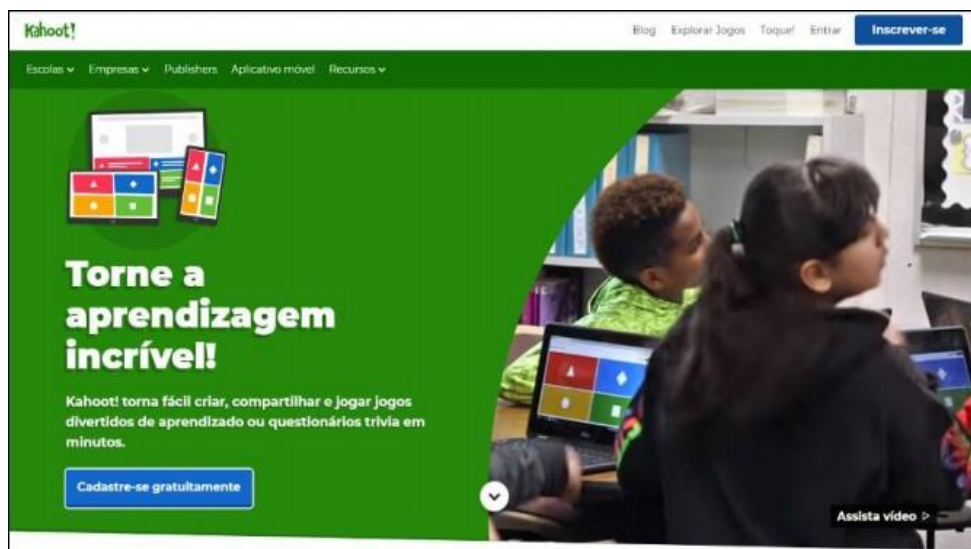 Kahoot!
Blog Explorar Jogos Toque! Entrar Inscrever-se
Escolas Empresas Publishers Aplicativo móvel Recursos
Torne a
aprendizagem
incrível!
Kahoot! torna fácil criar, compartilhar e jogar jogos
divertidos de aprendizado ou questionários trivia em
minutos.
Cadastre-se gratuitamente
Assista vídeo